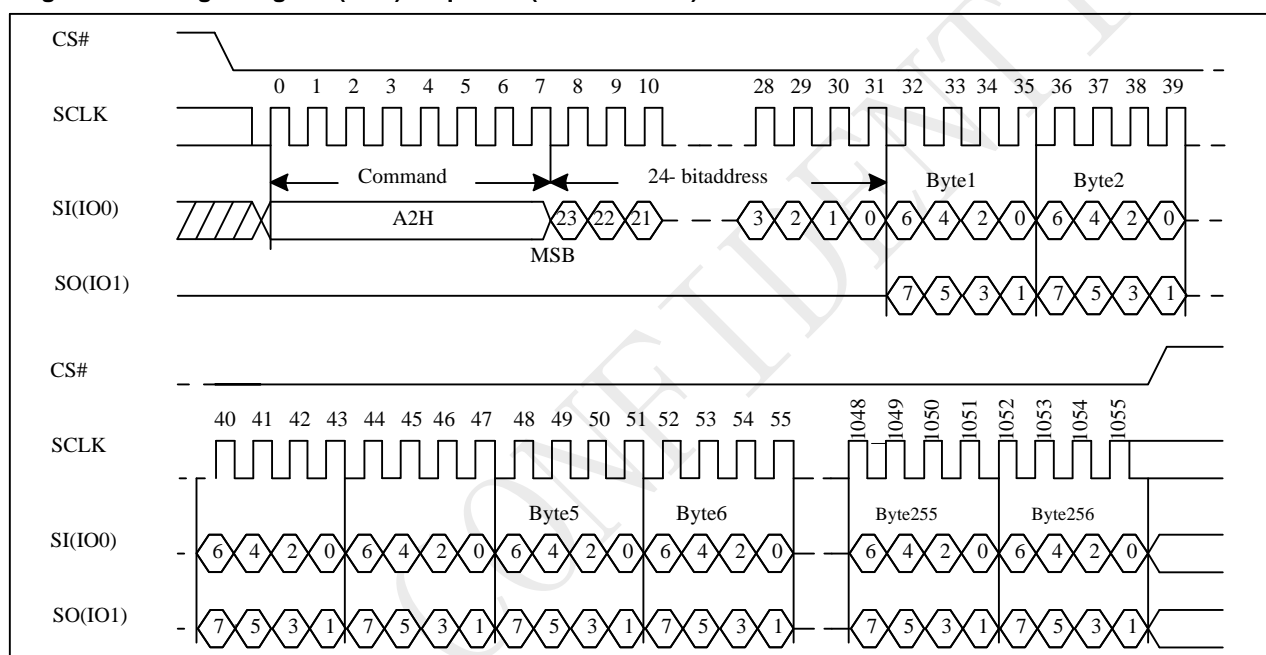 CS#
0 1 2 3 4 5 6 7 8 9 10 28 29 30 31 32 33 34 35 36 37 38 39
SCLK
Command 24- bitaddress Byte1 Byte2
SI(IO0) A2H 23 22 21 3 2 1 0 6 4 2 0 6 4 2 0
MSB
SO(IO1) 7 5 3 1 7 5 3 1
CS#
40 41 42 43 44 45 46 47 48 49 50 51 52 53 54 55 1048 1049 1050 1051 1052 1053 1054 1055
SCLK
Byte5 Byte6 Byte255 Byte256
SI(IO0) 6 4 2 0 6 4 2 0 6 4 2 0 6 4 2 0 6 4 2 0 6 4 2 0
SO(IO1) 7 5 3 1 7 5 3 1 7 5 3 1 7 5 3 1 7 5 3 1 7 5 3 1